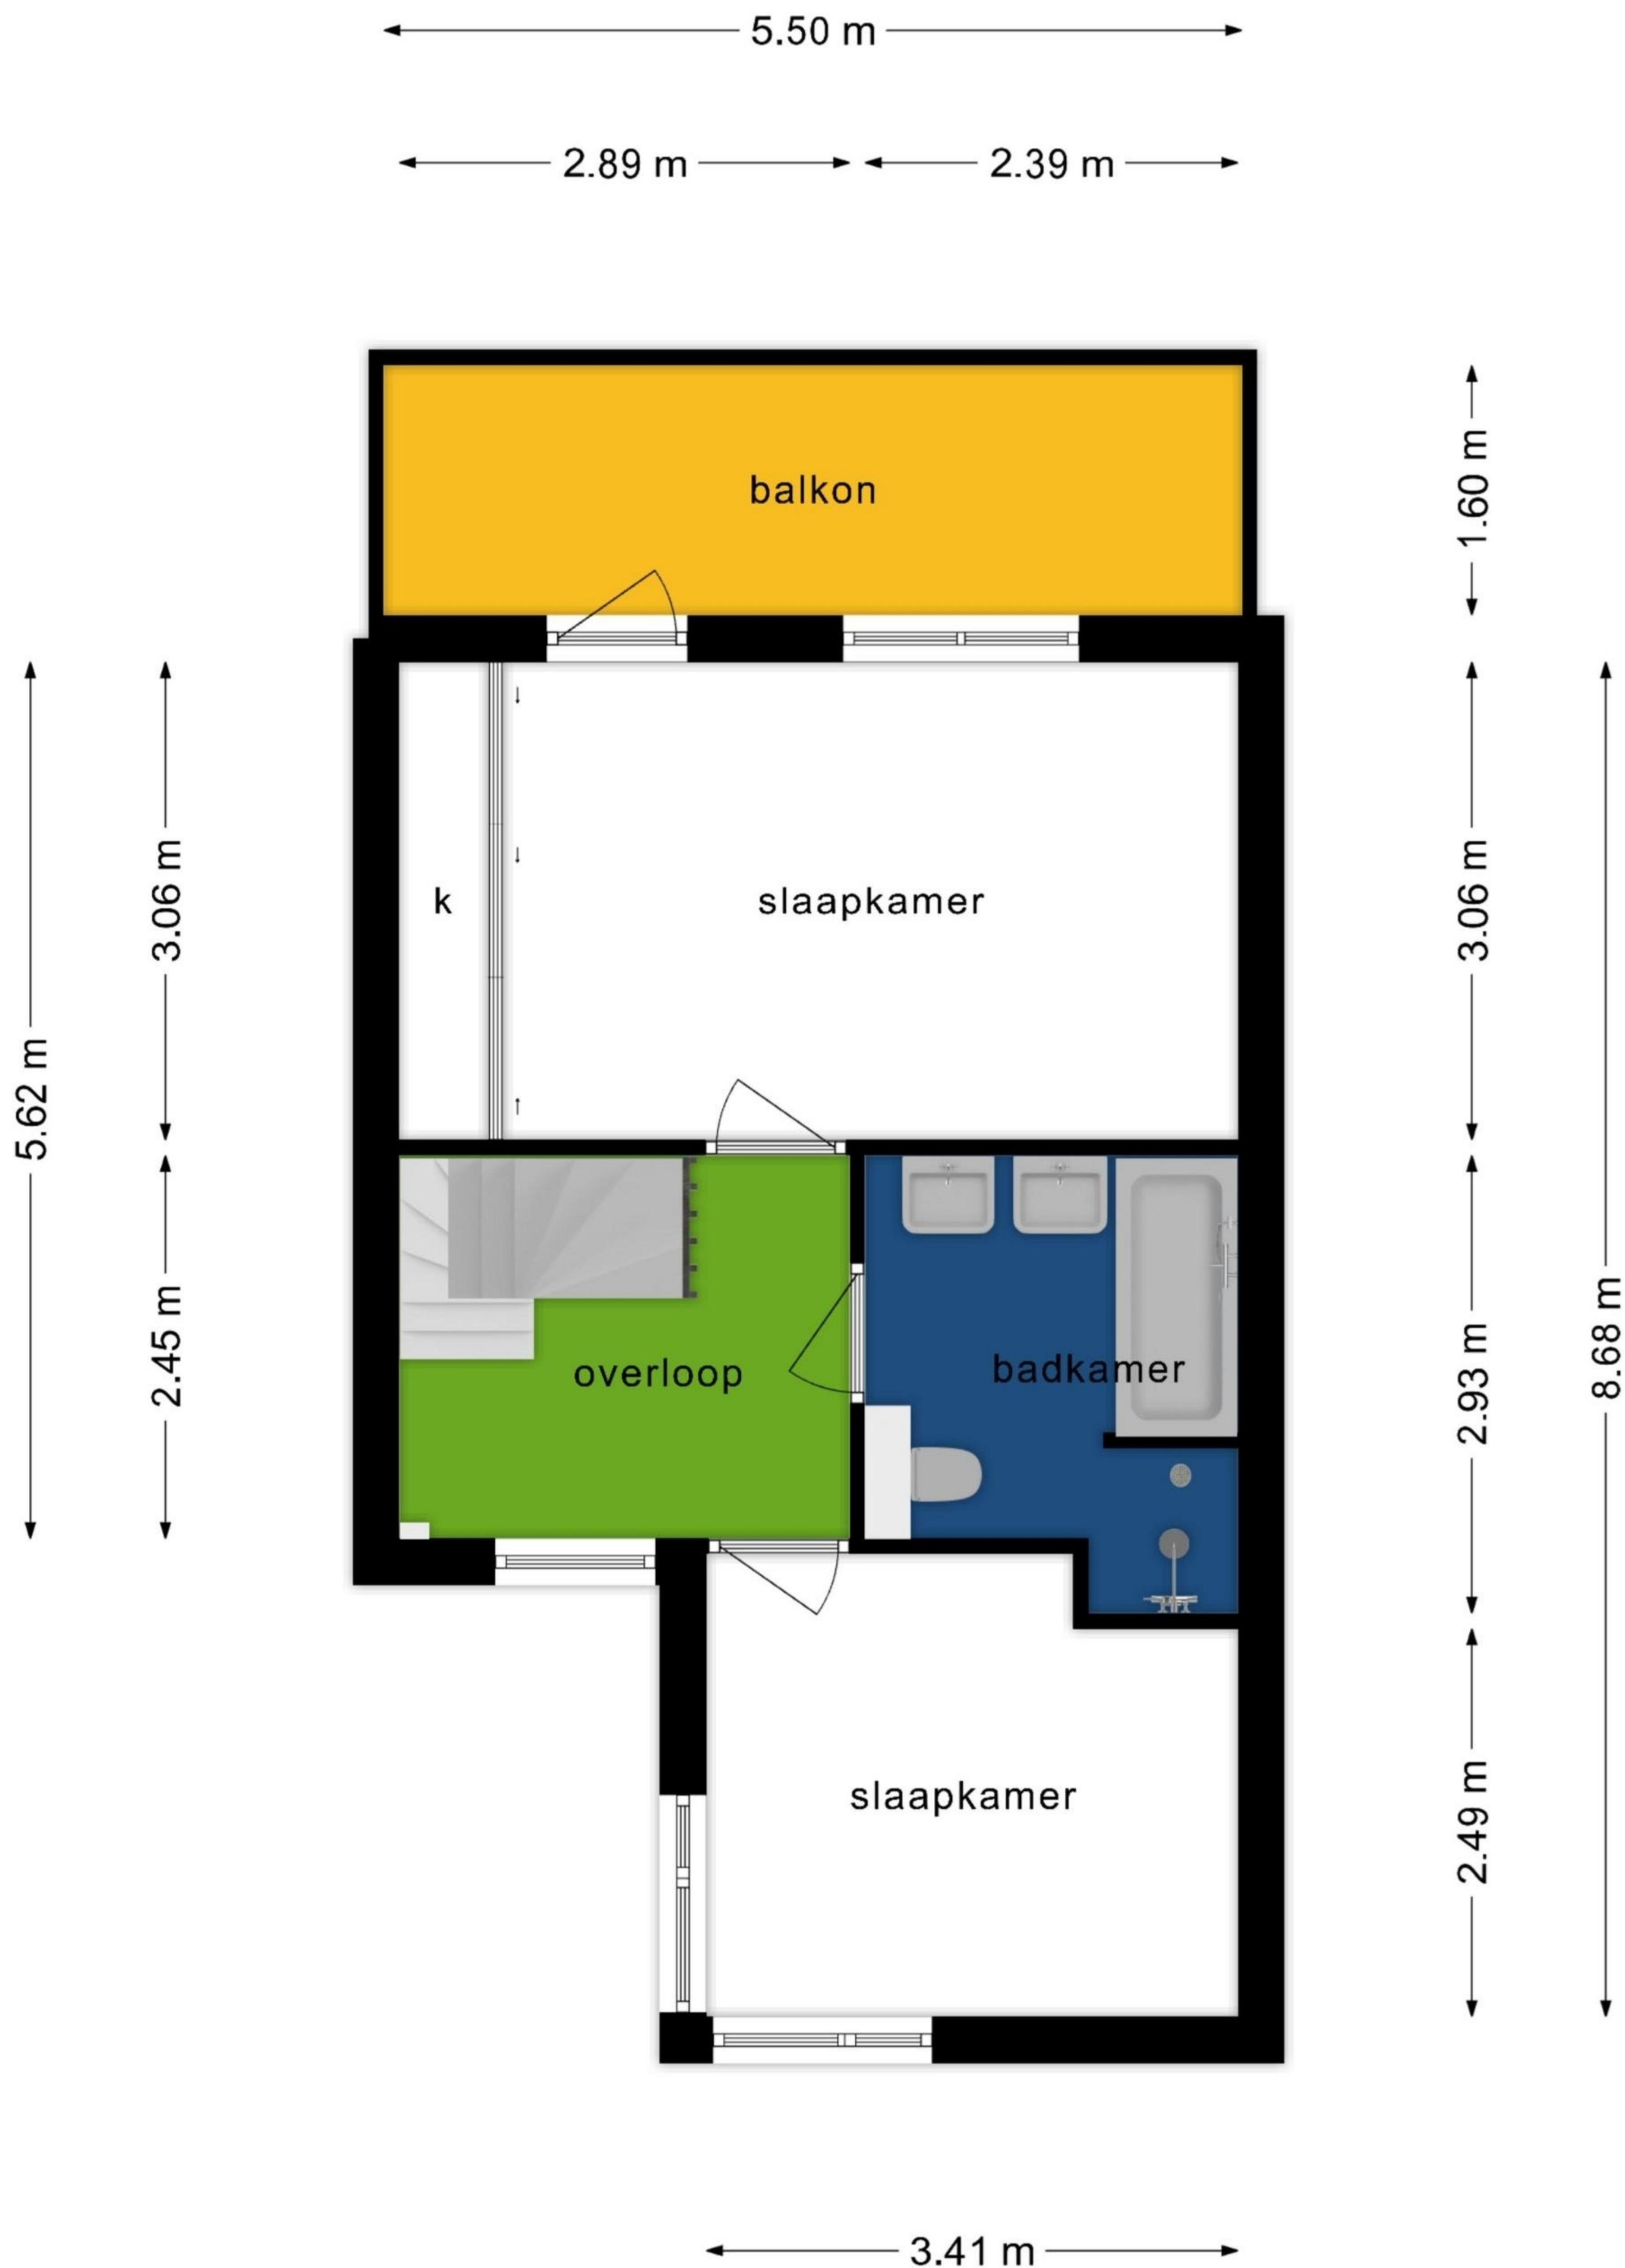 5.50 m
2.89 m
2.39 m
balkon
1.60 m
k
slaapkamer
3.06 m
3.06 m
5.62 m
2.45 m
overloop
badkamer
2.93 m
8.68 m
slaapkamer
2.49 m
3.41 m